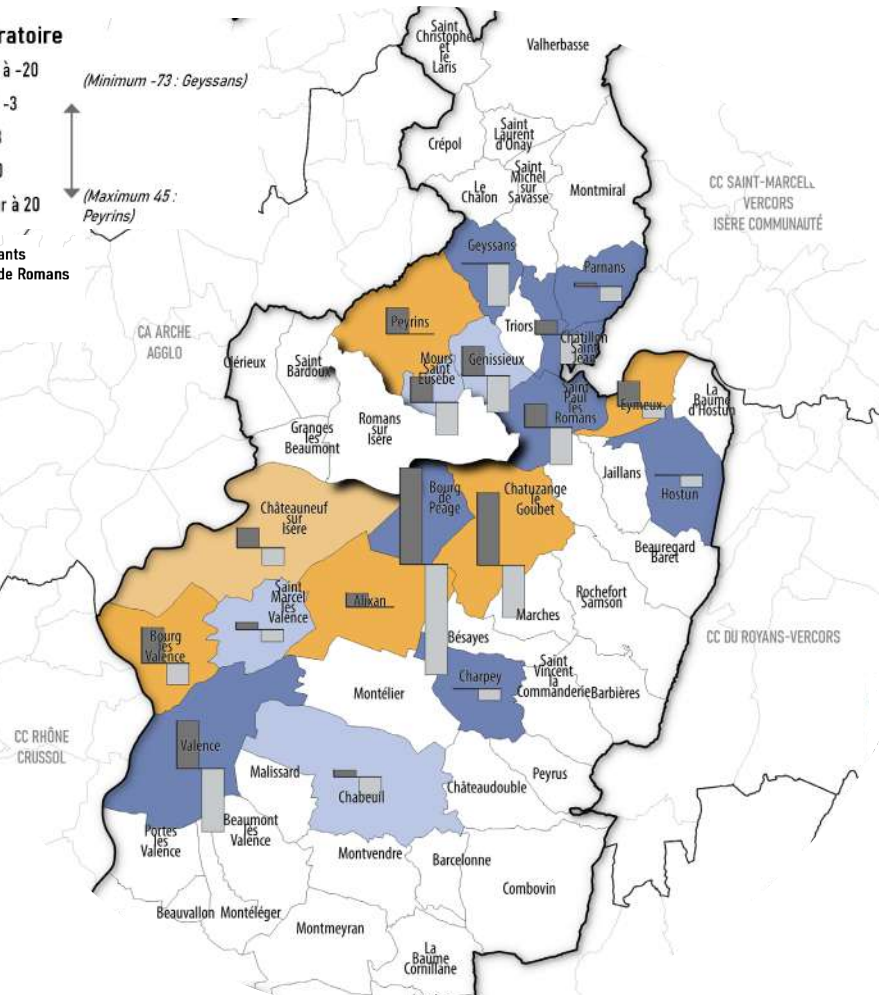 ratoire
à -20
-3
r à 20
(Minimum -73 : Geyssans)
(Maximum 45 :
Peyrins)
ants
de Romans
Saint
Christophe
et
le
Laris
Valherbasse
Crépol
Saint
Laurent
d'Onay
Saint
Michel
sur
Savasse
Le
Chalon
Montmiral
CC SAINT-MARCELL
VERCORS
ISÈRE COMMUNAUTÉ
Geyssans
Parnans
Peyrins
Triors
Châtillon
Saint
Jean
CA ARCHE
AGGLO
Clérieux
Saint
Bardoux
Mours
Saint
Eusèbe
Génissieux
Saint
Paul
lès
Romans
Eymeux
La
Baume
d'Hostun
Granges
les
Beaumont
Romans
sur
Isère
Jaillans
Hostun
Châteauneuf
sur
Isère
Bourg
de
Péage
Chatuzange
le
Goubet
Beauregard
Baret
Saint
Marcel
lès
Valence
Alixan
Rochefort
Samson
Marches
Bourg
lès
Valence
Bésayes
CC DU ROYANS-VERCORS
Charpey
Saint
Vincent
la
Commanderie
Barbières
Montélier
CC RHÔNE
CRUSSOL
Valence
Malissard
Chabeuil
Châteaudouble
Peyrus
Portes
lès
Valence
Beaumont
lès
Valence
Montvendre
Barcelonne
Combovin
Beauvallon
Montéléger
Montmeyran
La
Baume
Cornillane